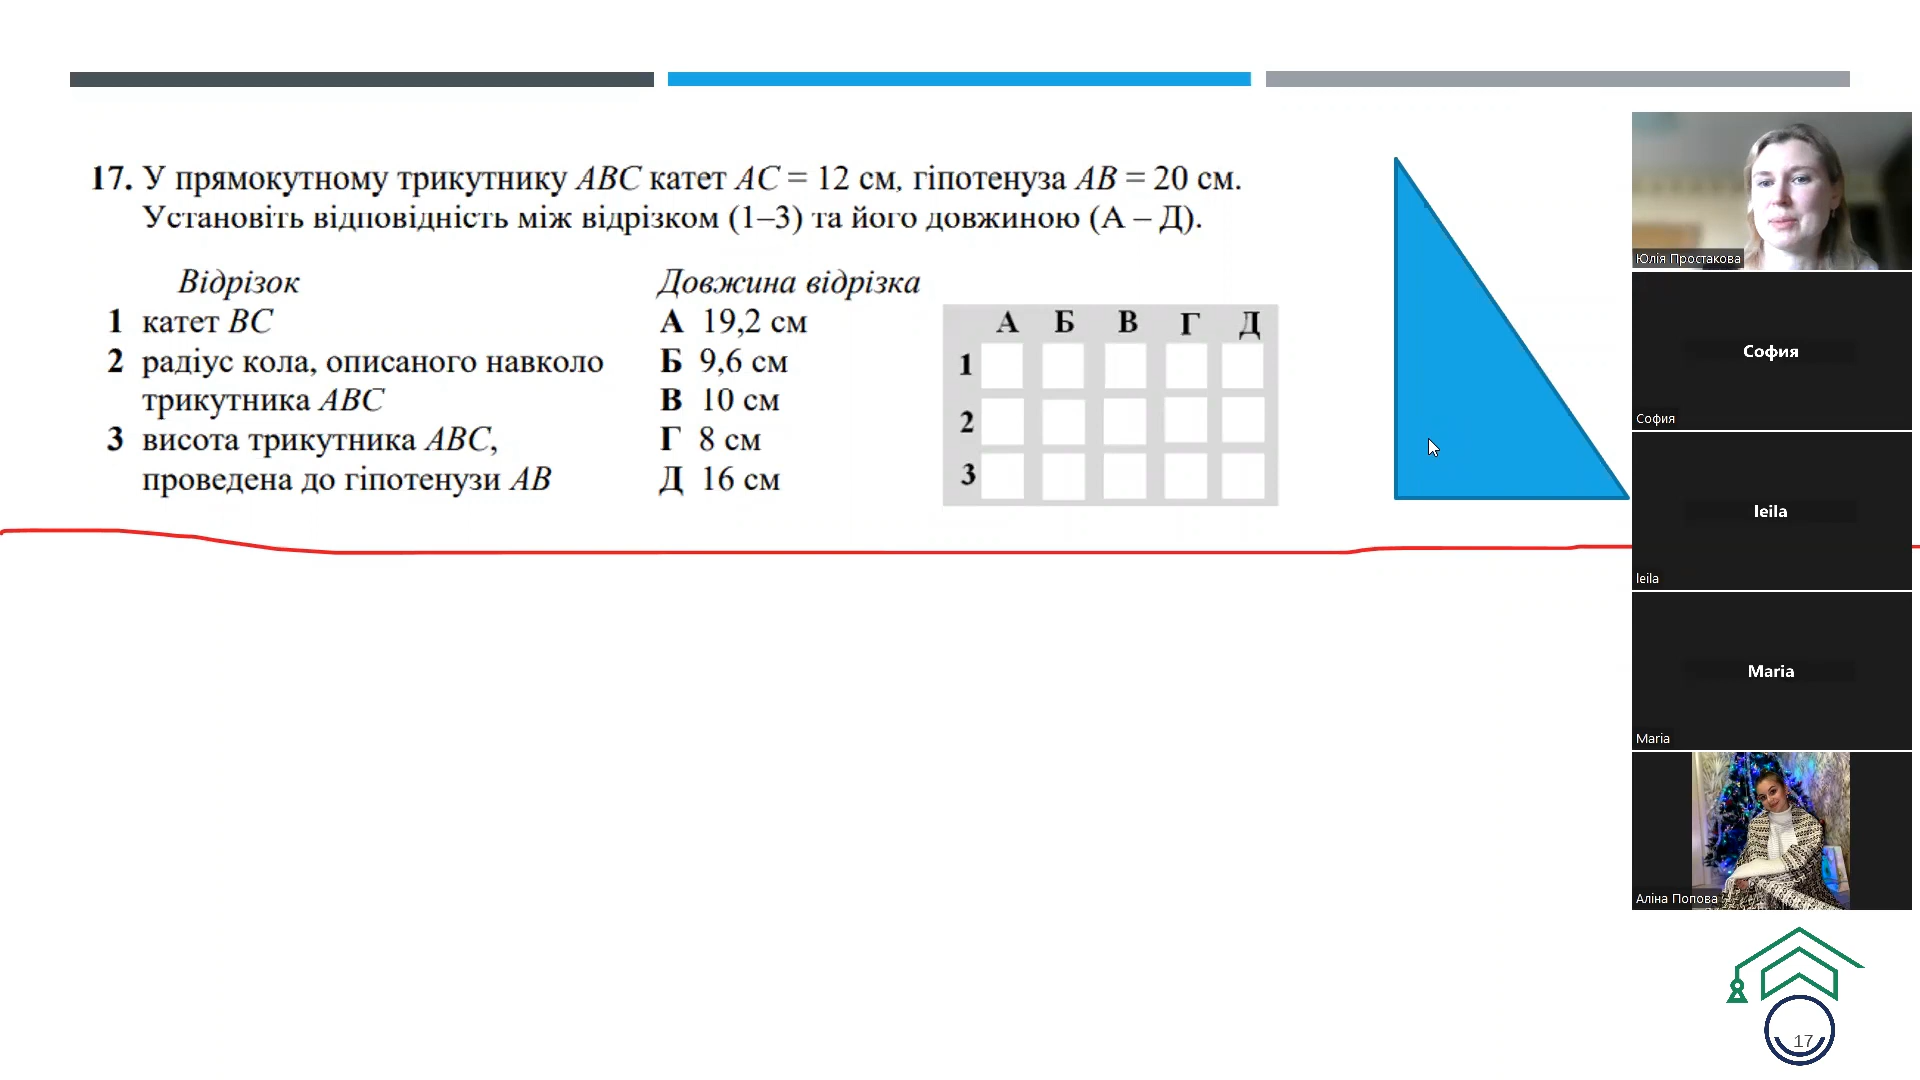 17. У прямокутному трикутнику ABC катет AC = 12 см, гіпотенуза AB = 20 см.
Установіть відповідність між відрізком (1–3) та його довжиною (А – Д).
Відрізок
1 катет BC
2 радіус кола, описаного навколо
трикутника ABC
3 висота трикутника ABC,
проведена до гіпотенузи AB
Довжина відрізка
А 19,2 см
Б 9,6 см
В 10 см
Г 8 см
Д 16 см
А Б В Г Д
1
2
3
Юлія Простакова
София
София
leila
leila
Maria
Maria
Аліна Попова
17